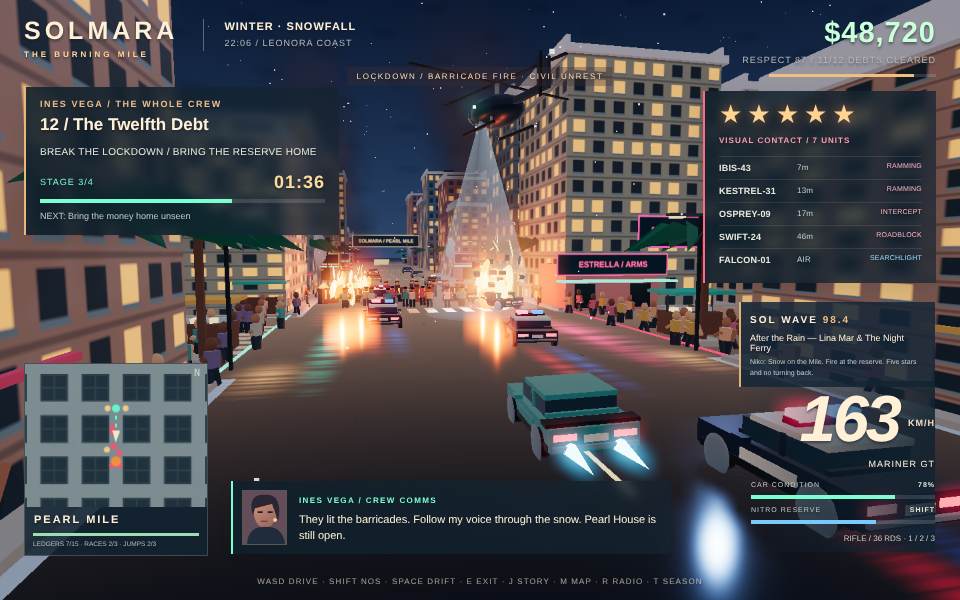 SOLMARA
THE BURNING MILE
WINTER · SNOWFALL
22:06 / LEONORA COAST
$48,720
RESPECT 87 / 11/12 DEBTS CLEARED
LOCKDOWN / BARRICADE FIRE · CIVIL UNREST
INES VEGA / THE WHOLE CREW
12 / The Twelfth Debt
BREAK THE LOCKDOWN / BRING THE RESERVE HOME
STAGE 3/4 01:36
NEXT: Bring the money home unseen
★★★★★
VISUAL CONTACT / 7 UNITS
IBIS-43 7m RAMMING
KESTREL-31 13m RAMMING
OSPREY-09 17m INTERCEPT
SWIFT-24 46m ROADBLOCK
FALCON-01 AIR SEARCHLIGHT
SOLMARA / PEARL MILE
ESTRELLA / ARMS
SOL WAVE 98.4
After the Rain — Lina Mar & The Night
Ferry
Niko: Snow on the Mile. Fire at the reserve. Five stars
and no turning back.
163 KM/H
MARINER GT
CAR CONDITION 78%
NITRO RESERVE SHIFT
RIFLE / 36 RDS · 1 / 2 / 3
N
PEARL MILE
LEDGERS 7/15 · RACES 2/3 · JUMPS 2/3
INES VEGA / CREW COMMS
They lit the barricades. Follow my voice through the snow. Pearl House is
still open.
WASD DRIVE · SHIFT NOS · SPACE DRIFT · E EXIT · J STORY · M MAP · R RADIO · T SEASON